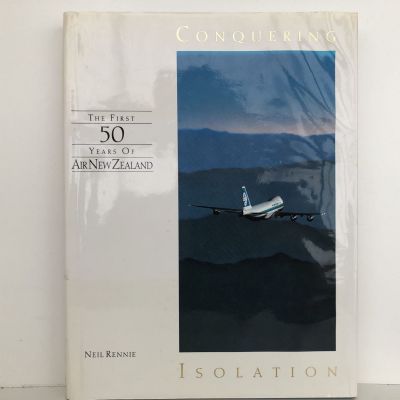 CONQUERING
THE FIRST
50
YEARS OF
AIR NEW ZEALAND
NEIL RENNIE
ISOLATION